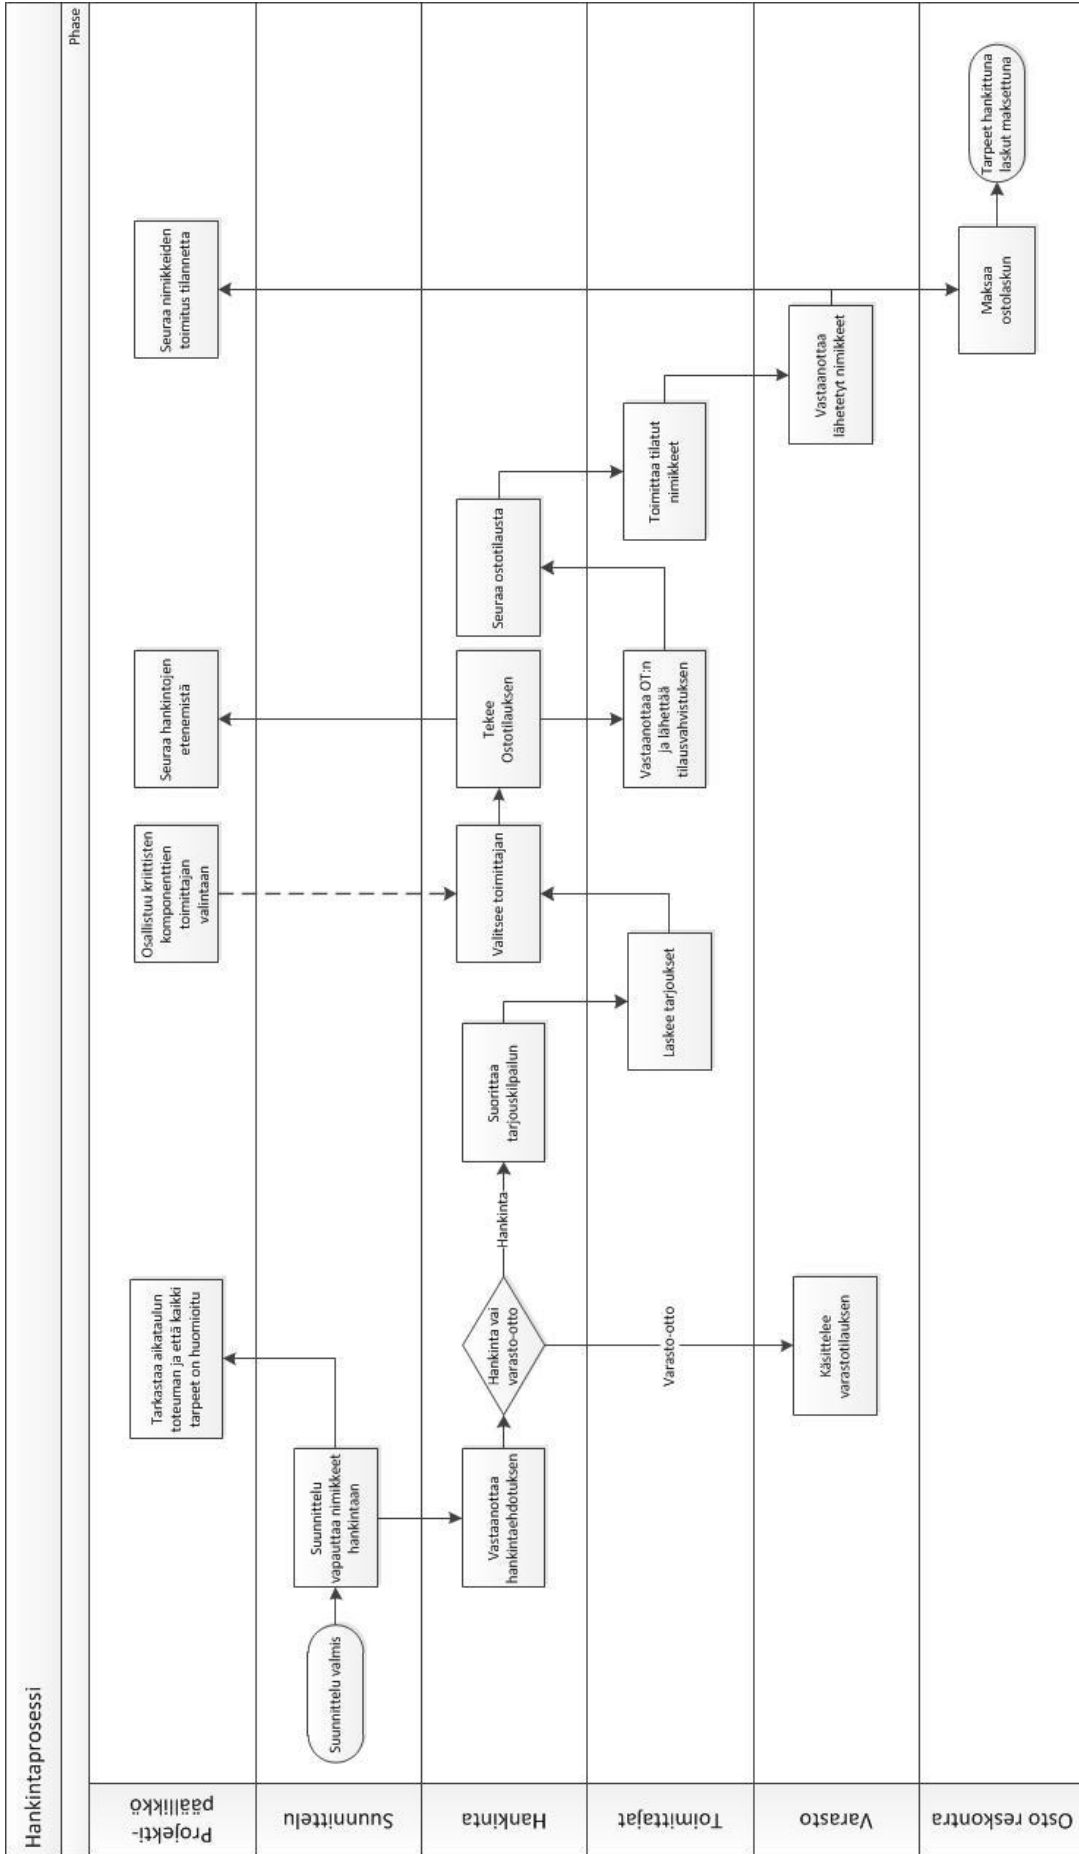 Hankintaprosessi
Phase
Projekti-
päällikkö
Tarkastaa aikataulun
toteuman ja että kaikki
tarpeet on huomioitu
Osallistuu kriittisten
komponenttien
toimittajan
valintaan
Seuraa hankintojen
etenemistä
Seuraa nimikkeiden
toimitus tilannetta
Suunnittelu
Suunnittelu valmis
Suunnittelu
vapauttaa nimikkeet
hankintaan
Hankinta
Vastaanottaa
hankintaehdotuksen
Hankinta vai
varasto-otto
Hankinta
Suorittaa
tarjouskilpailun
Valitsee toimittajan
Tekee
Ostotilauksen
Seuraa ostotilausta
Toimittajat
Varasto-otto
Laskee tarjoukset
Vastaanottaa OT:n
ja lähettää
tilausvahvistuksen
Toimittaa tilatut
nimikkeet
Varasto
Käsittelee
varastotilauksen
Vastaanottaa
lähetetyt nimikkeet
Osto reskontra
Maksaa
ostolaskun
Tarpeet hankittuna
laskut maksettuna